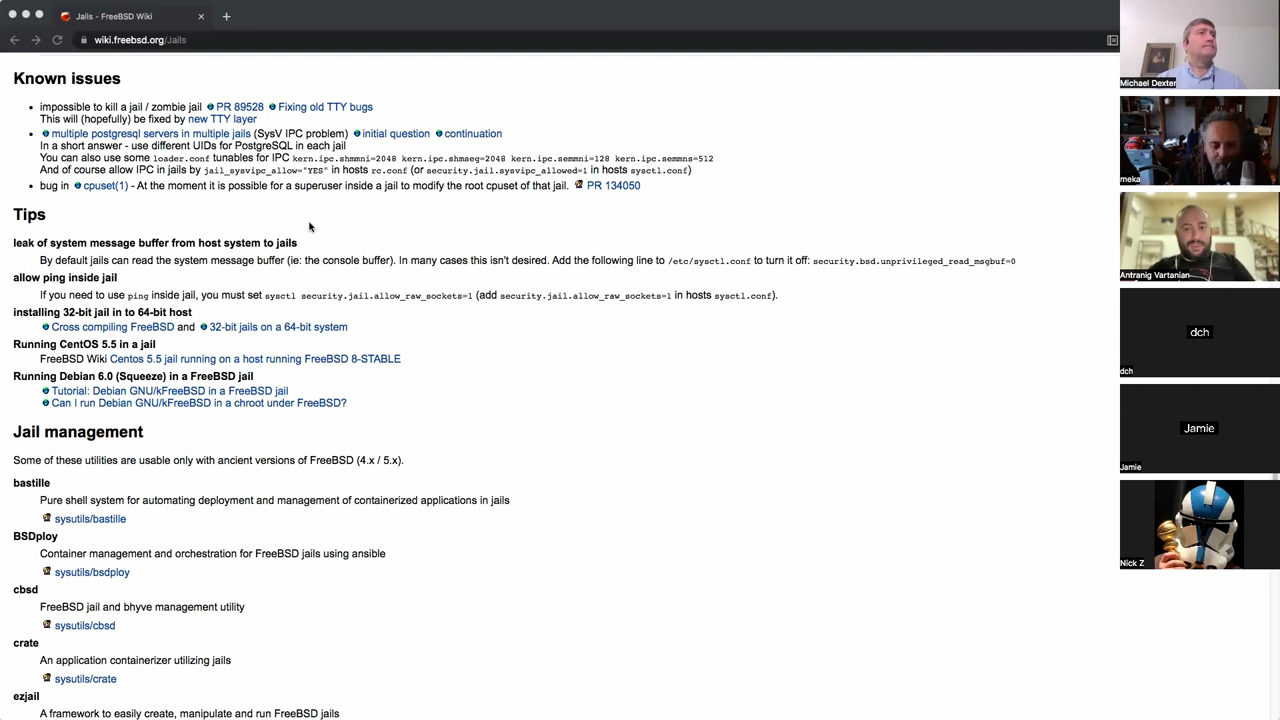 Jails - FreeBSD Wiki
wiki.freebsd.org/Jails
Known issues
impossible to kill a jail / zombie jail PR 89528 Fixing old TTY bugs
This will (hopefully) be fixed by new TTY layer
multiple postgresql servers in multiple jails (SysV IPC problem) initial question continuation
In a short answer - use different UIDs for PostgreSQL in each jail
You can also use some loader.conf tunables for IPC kern.ipc.shmmni=2048 kern.ipc.shmseg=2048 kern.ipc.semmni=128 kern.ipc.semmns=512
And of course allow IPC in jails by jail_sysvipc_allow="YES" in hosts rc.conf (or security.jail.sysvipc_allowed=1 in hosts sysctl.conf)
bug in cpuset(1) - At the moment it is possible for a superuser inside a jail to modify the root cpuset of that jail. PR 134050
Tips
leak of system message buffer from host system to jails
By default jails can read the system message buffer (ie: the console buffer). In many cases this isn't desired. Add the following line to /etc/sysctl.conf to turn it off: security.bsd.unprivileged_read_msgbuf=0
allow ping inside jail
If you need to use ping inside jail, you must set sysctl security.jail.allow_raw_sockets=1 (add security.jail.allow_raw_sockets=1 in hosts sysctl.conf).
installing 32-bit jail in to 64-bit host
Cross compiling FreeBSD and 32-bit jails on a 64-bit system
Running CentOS 5.5 in a jail
FreeBSD Wiki Centos 5.5 jail running on a host running FreeBSD 8-STABLE
Running Debian 6.0 (Squeeze) in a FreeBSD jail
Tutorial: Debian GNU/kFreeBSD in a FreeBSD jail
Can I run Debian GNU/kFreeBSD in a chroot under FreeBSD?
Jail management
Some of these utilities are usable only with ancient versions of FreeBSD (4.x / 5.x).
bastille
Pure shell system for automating deployment and management of containerized applications in jails
sysutils/bastille
BSDploy
Container management and orchestration for FreeBSD jails using ansible
sysutils/bsdploy
cbsd
FreeBSD jail and bhyve management utility
sysutils/cbsd
crate
An application containerizer utilizing jails
sysutils/crate
ezjail
A framework to easily create, manipulate and run FreeBSD jails
Michael Dexter
meka
Antranig Vartanian
dch
dch
Jamie
Jamie
Nick Z